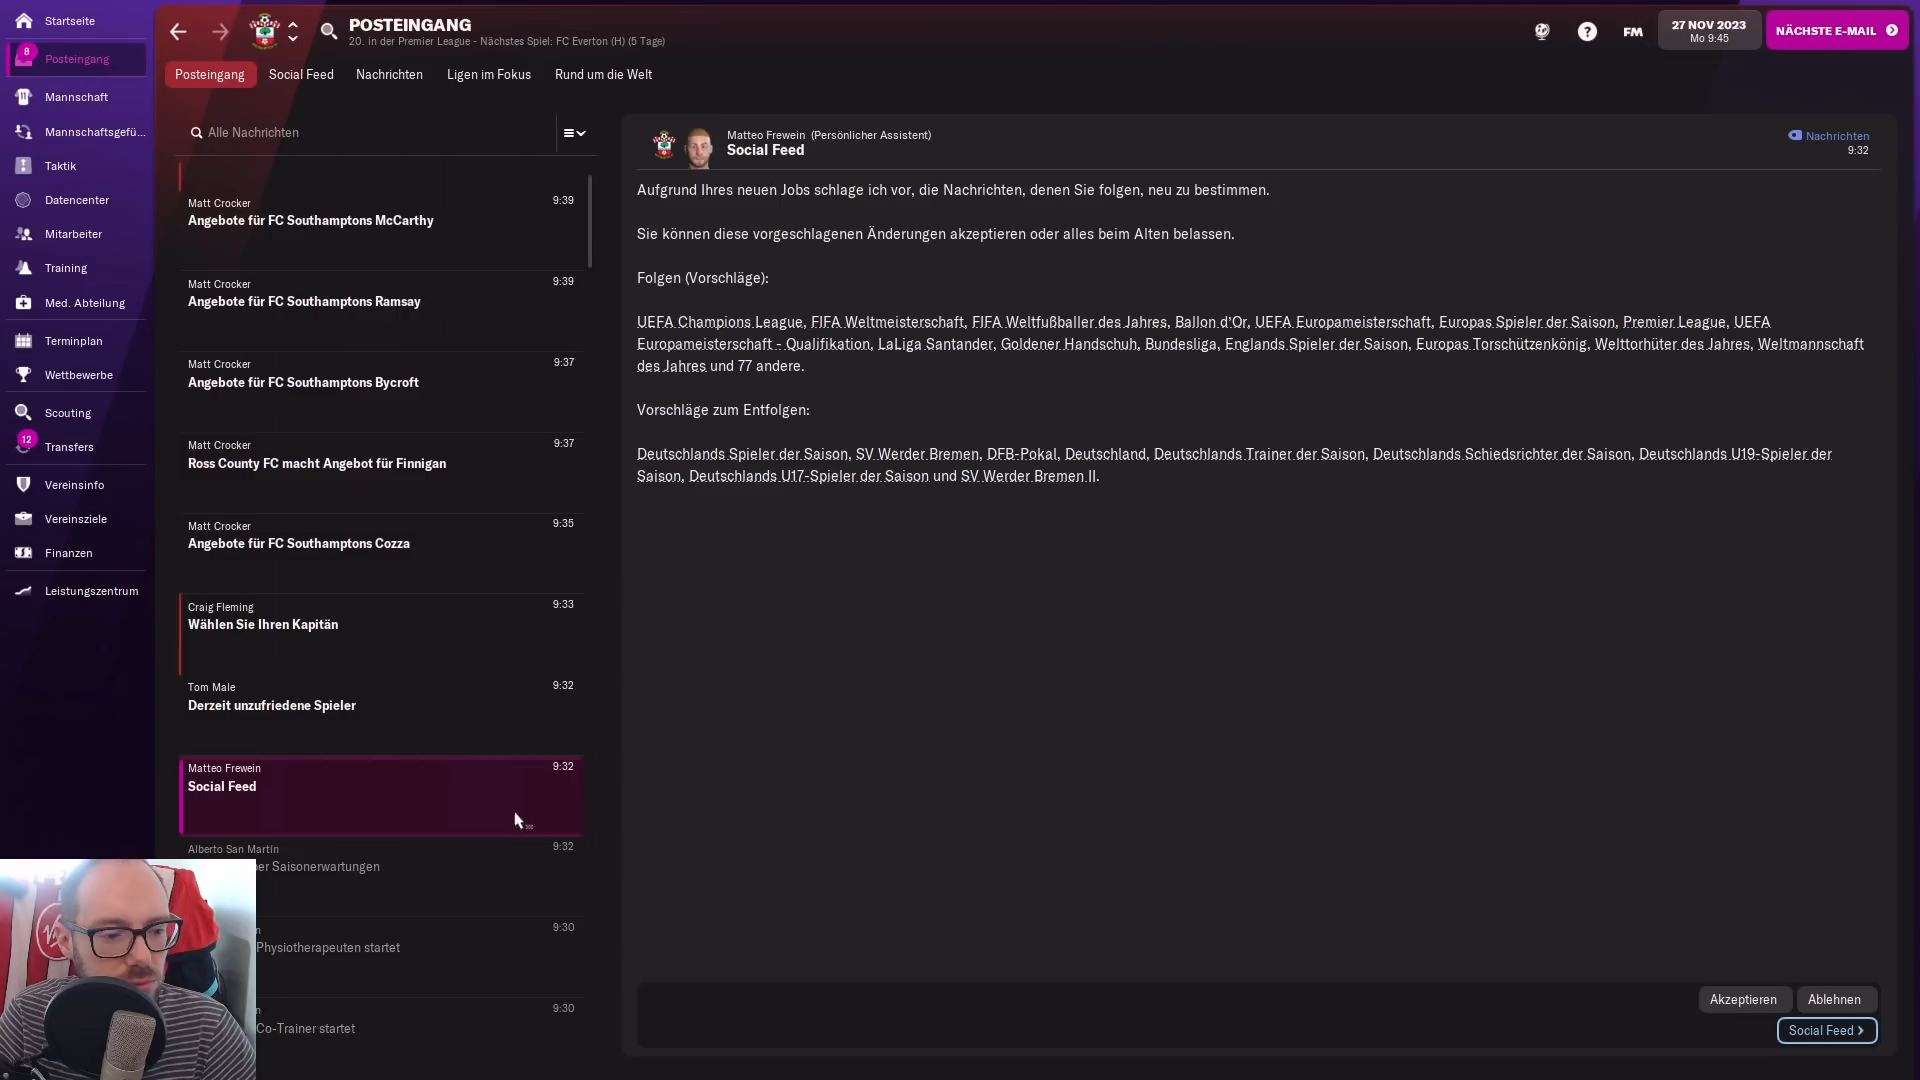 Startseite
8
Posteingang
Mannschaft
Mannschaftsgefü...
Taktik
Datencenter
Mitarbeiter
Training
Med. Abteilung
Terminplan
Wettbewerbe
Scouting
12
Transfers
Vereinsinfo
Vereinsziele
Finanzen
Leistungszentrum
POSTEINGANG
20. in der Premier League - Nächstes Spiel: FC Everton (H) (5 Tage)
FM
27 NOV 2023
Mo 9:45
NÄCHSTE E-MAIL
Posteingang
Social Feed
Nachrichten
Ligen im Fokus
Rund um die Welt
Alle Nachrichten
Matt Crocker 9:39
Angebote für FC Southamptons McCarthy
Matt Crocker 9:39
Angebote für FC Southamptons Ramsay
Matt Crocker 9:37
Angebote für FC Southamptons Bycroft
Matt Crocker 9:37
Ross County FC macht Angebot für Finnigan
Matt Crocker 9:35
Angebote für FC Southamptons Cozza
Craig Fleming 9:33
Wählen Sie Ihren Kapitän
Tom Male 9:32
Derzeit unzufriedene Spieler
Matteo Frewein 9:32
Social Feed
Alberto San Martín 9:32
Saisonerwartungen
9:30
Physiotherapeuten startet
9:30
Co-Trainer startet
Matteo Frewein (Persönlicher Assistent)
Social Feed
Nachrichten
9:32
Aufgrund Ihres neuen Jobs schlage ich vor, die Nachrichten, denen Sie folgen, neu zu bestimmen.
Sie können diese vorgeschlagenen Änderungen akzeptieren oder alles beim Alten belassen.
Folgen (Vorschläge):
UEFA Champions League, FIFA Weltmeisterschaft, FIFA Weltfußballer des Jahres, Ballon d'Or, UEFA Europameisterschaft, Europas Spieler der Saison, Premier League, UEFA
Europameisterschaft - Qualifikation, LaLiga Santander, Goldener Handschuh, Bundesliga, Englands Spieler der Saison, Europas Torschützenkönig, Welttorhüter des Jahres, Weltmannschaft
des Jahres und 77 andere.
Vorschläge zum Entfolgen:
Deutschlands Spieler der Saison, SV Werder Bremen, DFB-Pokal, Deutschland, Deutschlands Trainer der Saison, Deutschlands Schiedsrichter der Saison, Deutschlands U19-Spieler der
Saison, Deutschlands U17-Spieler der Saison und SV Werder Bremen II.
Akzeptieren
Ablehnen
Social Feed